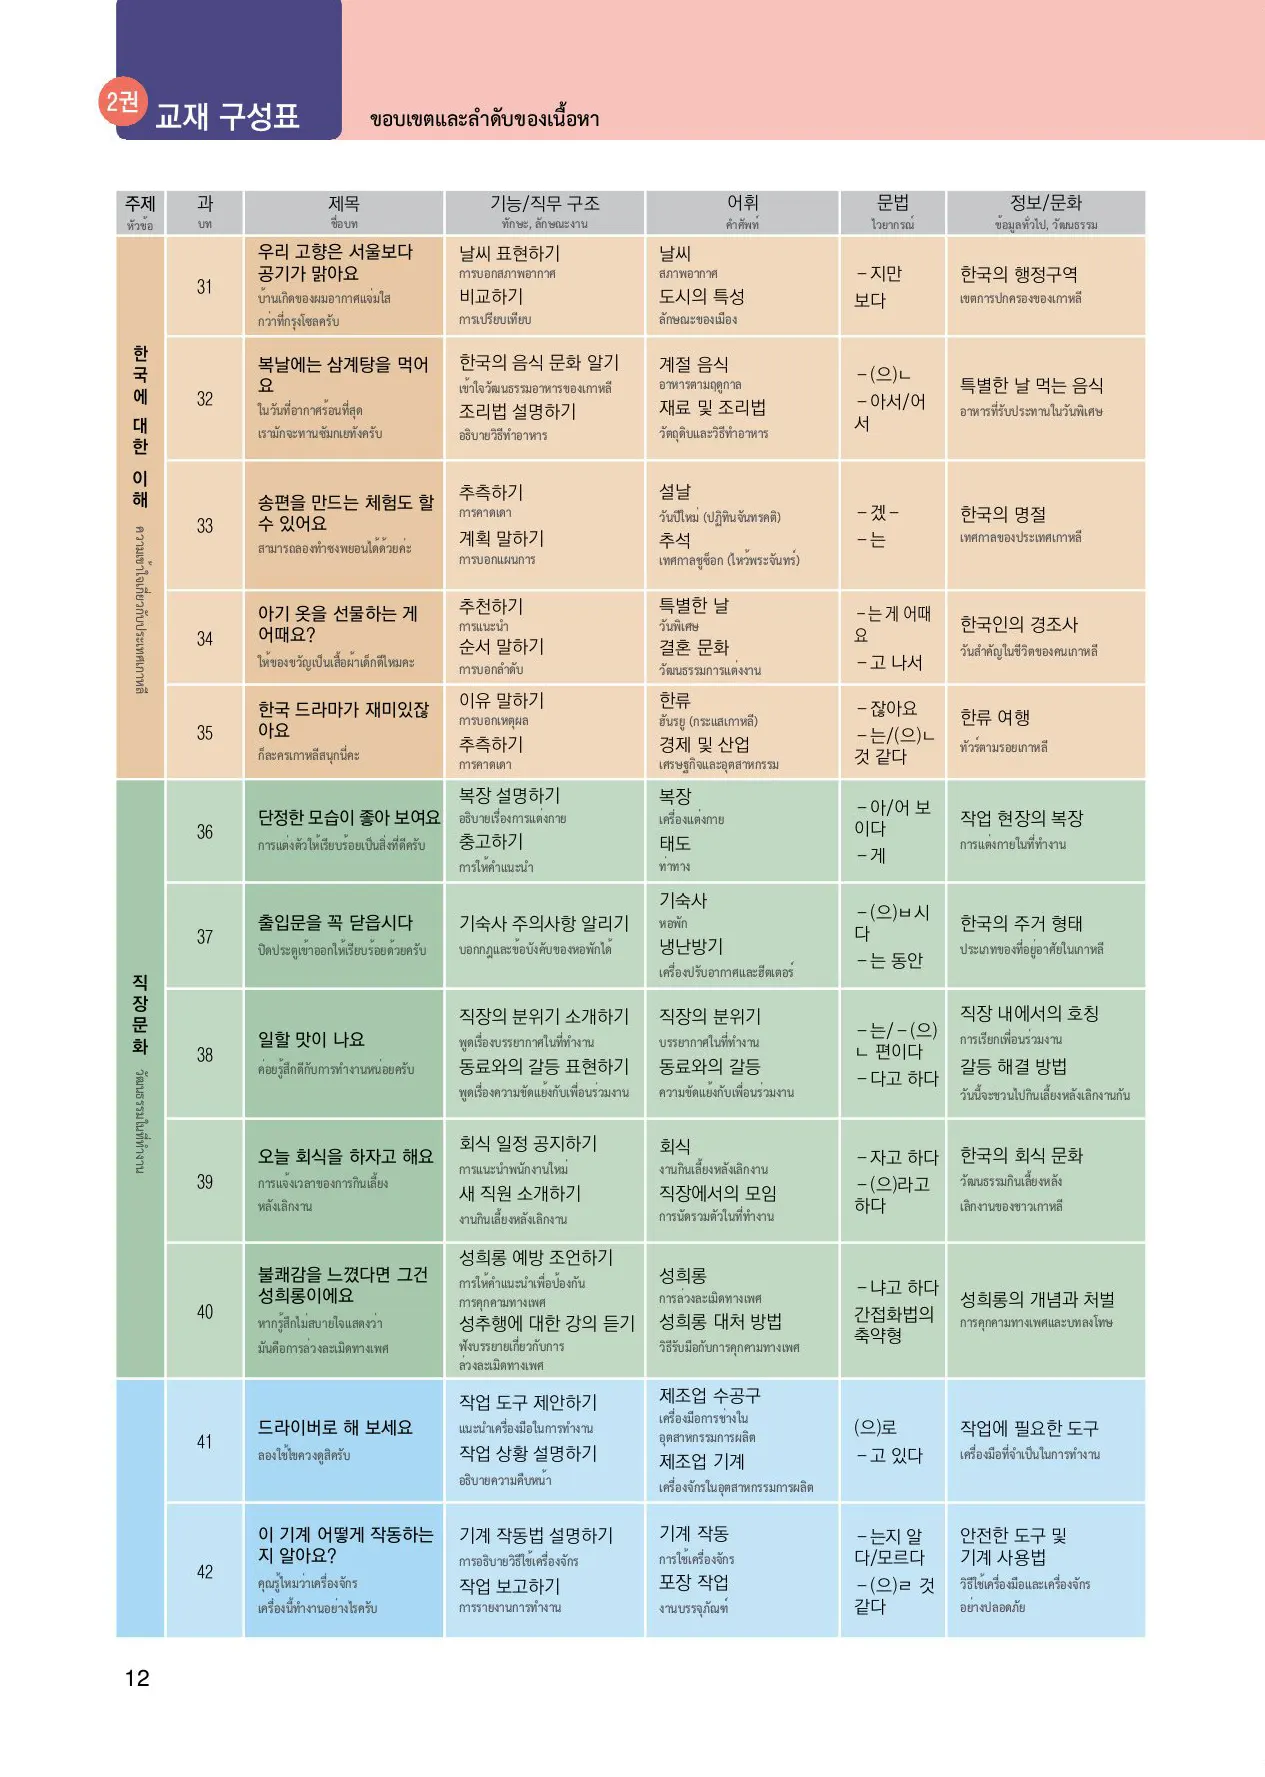 2권
교재 구성표
ขอบเขตและลำดับของเนื้อหา
주제
หัวข้อ
과
บท
제목
ชื่อบท
기능/직무 구조
ทักษะ, ลักษณะงาน
어휘
คำศัพท์
문법
ไวยากรณ์
정보/문화
ข้อมูลทั่วไป, วัฒนธรรม
한국에 대한 이해
ความเข้าใจเกี่ยวกับประเทศเกาหลี
31
우리 고향은 서울보다
공기가 맑아요
บ้านเกิดของผมอากาศแจ่มใส
กว่าที่กรุงโซลครับ
날씨 표현하기
การบอกสภาพอากาศ
비교하기
การเปรียบเทียบ
날씨
สภาพอากาศ
도시의 특성
ลักษณะของเมือง
–지만
보다
한국의 행정구역
เขตการปกครองของเกาหลี
32
복날에는 삼계탕을 먹어
요
ในวันที่อากาศร้อนที่สุด
เรามักจะทานซัมกเยทังครับ
한국의 음식 문화 알기
เข้าใจวัฒนธรรมอาหารของเกาหลี
조리법 설명하기
อธิบายวิธีทำอาหาร
계절 음식
อาหารตามฤดูกาล
재료 및 조리법
วัตถุดิบและวิธีทำอาหาร
–(으)ㄴ
–아서/어
서
특별한 날 먹는 음식
อาหารที่รับประทานในวันพิเศษ
33
송편을 만드는 체험도 할
수 있어요
สามารถลองทำซงพยอนได้ด้วยค่ะ
추측하기
การคาดเดา
계획 말하기
การบอกแผนการ
설날
วันปีใหม่ (ปฏิทินจันทรคติ)
추석
เทศกาลชูซ็อก (ไหว้พระจันทร์)
–겠–
–는
한국의 명절
เทศกาลของประเทศเกาหลี
34
아기 옷을 선물하는 게
어때요?
ให้ของขวัญเป็นเสื้อผ้าเด็กดีไหมคะ
추천하기
การแนะนำ
순서 말하기
การบอกลำดับ
특별한 날
วันพิเศษ
결혼 문화
วัฒนธรรมการแต่งงาน
–는 게 어때
요
–고 나서
한국인의 경조사
วันสำคัญในชีวิตของคนเกาหลี
35
한국 드라마가 재미있잖
아요
ก็ละครเกาหลีสนุกนี่คะ
이유 말하기
การบอกเหตุผล
추측하기
การคาดเดา
한류
ฮันรยู (กระแสเกาหลี)
경제 및 산업
เศรษฐกิจและอุตสาหกรรม
–잖아요
–는/(으)ㄴ
것 같다
한류 여행
ทัวร์ตามรอยเกาหลี
직장문화
วัฒนธรรมในที่ทำงาน
36
단정한 모습이 좋아 보여요
การแต่งตัวให้เรียบร้อยเป็นสิ่งที่ดีครับ
복장 설명하기
อธิบายเรื่องการแต่งกาย
충고하기
การให้คำแนะนำ
복장
เครื่องแต่งกาย
태도
ท่าทาง
–아/어 보
이다
–게
작업 현장의 복장
การแต่งกายในที่ทำงาน
37
출입문을 꼭 닫읍시다
ปิดประตูเข้าออกให้เรียบร้อยด้วยครับ
기숙사 주의사항 알리기
บอกกฎและข้อบังคับของหอพักได้
기숙사
หอพัก
냉난방기
เครื่องปรับอากาศและฮีตเตอร์
–(으)ㅂ시
다
–는 동안
한국의 주거 형태
ประเภทของที่อยู่อาศัยในเกาหลี
38
일할 맛이 나요
ค่อยรู้สึกดีกับการทำงานหน่อยครับ
직장의 분위기 소개하기
พูดเรื่องบรรยากาศในที่ทำงาน
동료와의 갈등 표현하기
พูดเรื่องความขัดแย้งกับเพื่อนร่วมงาน
직장의 분위기
บรรยากาศในที่ทำงาน
동료와의 갈등
ความขัดแย้งกับเพื่อนร่วมงาน
–는/–(으)
ㄴ 편이다
–다고 하다
직장 내에서의 호칭
การเรียกเพื่อนร่วมงาน
갈등 해결 방법
วันนี้จะชวนไปกินเลี้ยงหลังเลิกงานกัน
39
오늘 회식을 하자고 해요
การแจ้งเวลาของการกินเลี้ยง
หลังเลิกงาน
회식 일정 공지하기
การแนะนำพนักงานใหม่
새 직원 소개하기
งานกินเลี้ยงหลังเลิกงาน
회식
งานกินเลี้ยงหลังเลิกงาน
직장에서의 모임
การนัดรวมตัวในที่ทำงาน
–자고 하다
–(으)라고
하다
한국의 회식 문화
วัฒนธรรมกินเลี้ยงหลัง
เลิกงานของชาวเกาหลี
40
불쾌감을 느꼈다면 그건
성희롱이에요
หากรู้สึกไม่สบายใจแสดงว่า
มันคือการล่วงละเมิดทางเพศ
성희롱 예방 조언하기
การให้คำแนะนำเพื่อป้องกัน
การคุกคามทางเพศ
성추행에 대한 강의 듣기
ฟังบรรยายเกี่ยวกับการ
ล่วงละเมิดทางเพศ
성희롱
การล่วงละเมิดทางเพศ
성희롱 대처 방법
วิธีรับมือกับการคุกคามทางเพศ
–냐고 하다
간접화법의
축약형
성희롱의 개념과 처벌
การคุกคามทางเพศและบทลงโทษ
41
드라이버로 해 보세요
ลองใช้ไขควงดูสิครับ
작업 도구 제안하기
แนะนำเครื่องมือในการทำงาน
작업 상황 설명하기
อธิบายความคืบหน้า
제조업 수공구
เครื่องมือการช่างใน
อุตสาหกรรมการผลิต
제조업 기계
เครื่องจักรในอุตสาหกรรมการผลิต
(으)로
–고 있다
작업에 필요한 도구
เครื่องมือที่จำเป็นในการทำงาน
42
이 기계 어떻게 작동하는
지 알아요?
คุณรู้ไหมว่าเครื่องจักร
เครื่องนี้ทำงานอย่างไรครับ
기계 작동법 설명하기
การอธิบายวิธีใช้เครื่องจักร
작업 보고하기
การรายงานการทำงาน
기계 작동
การใช้เครื่องจักร
포장 작업
งานบรรจุภัณฑ์
–는지 알
다/모르다
–(으)ㄹ 것
같다
안전한 도구 및
기계 사용법
วิธีใช้เครื่องมือและเครื่องจักร
อย่างปลอดภัย
12